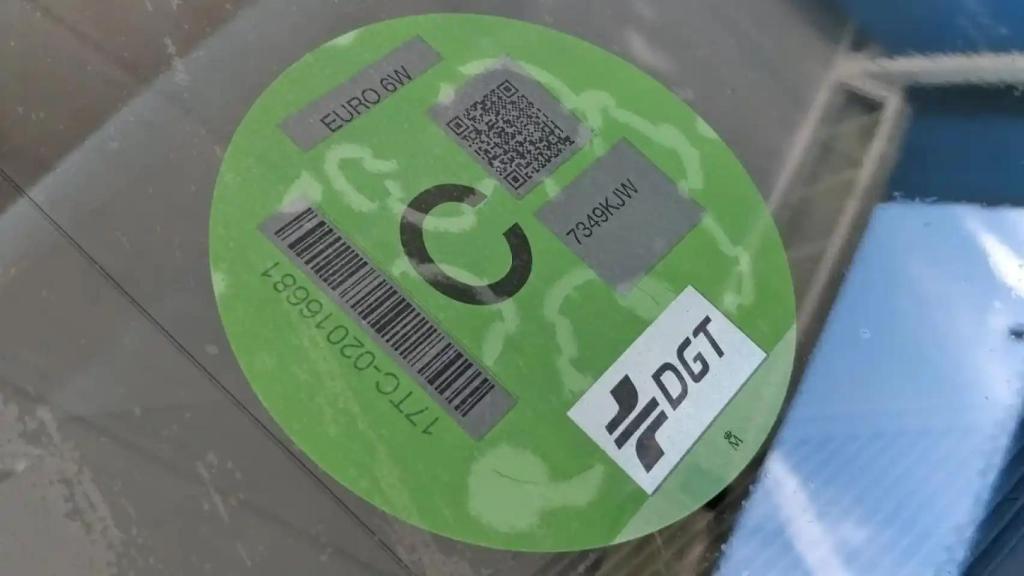 EURO 6W
7349KJW
C
17TC-02016681
DGT
M